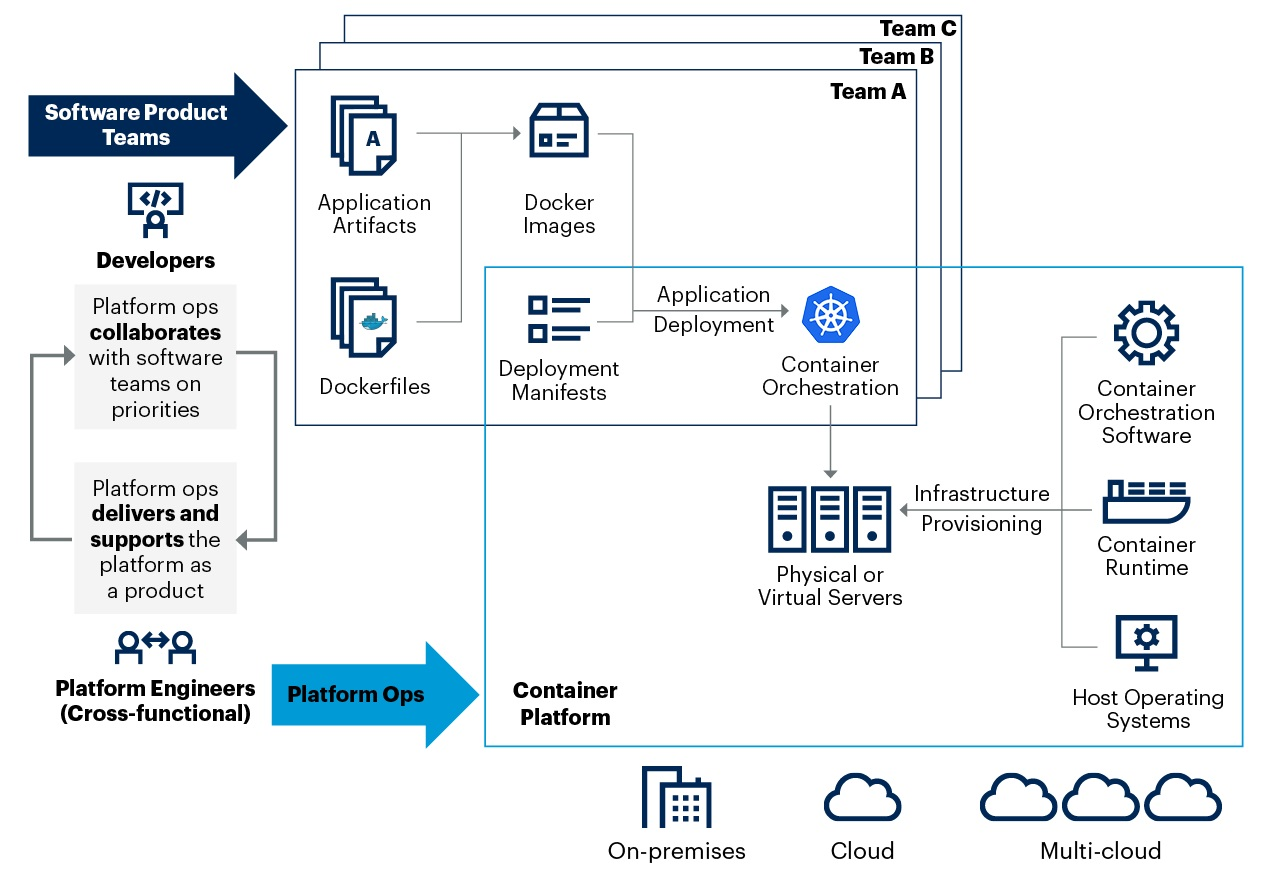 Team C
Team B
Team A
Software Product
Teams
A
Application
Artifacts
Docker
Images
Developers
Platform ops
collaborates
with software
teams on
priorities
Dockerfiles
Deployment
Manifests
Application
Deployment
Container
Orchestration
Container
Orchestration
Software
Platform ops
delivers and
supports the
platform as
a product
Infrastructure
Provisioning
Physical or
Virtual Servers
Container
Runtime
Platform Engineers
(Cross-functional)
Platform Ops
Container
Platform
Host Operating
Systems
On-premises
Cloud
Multi-cloud